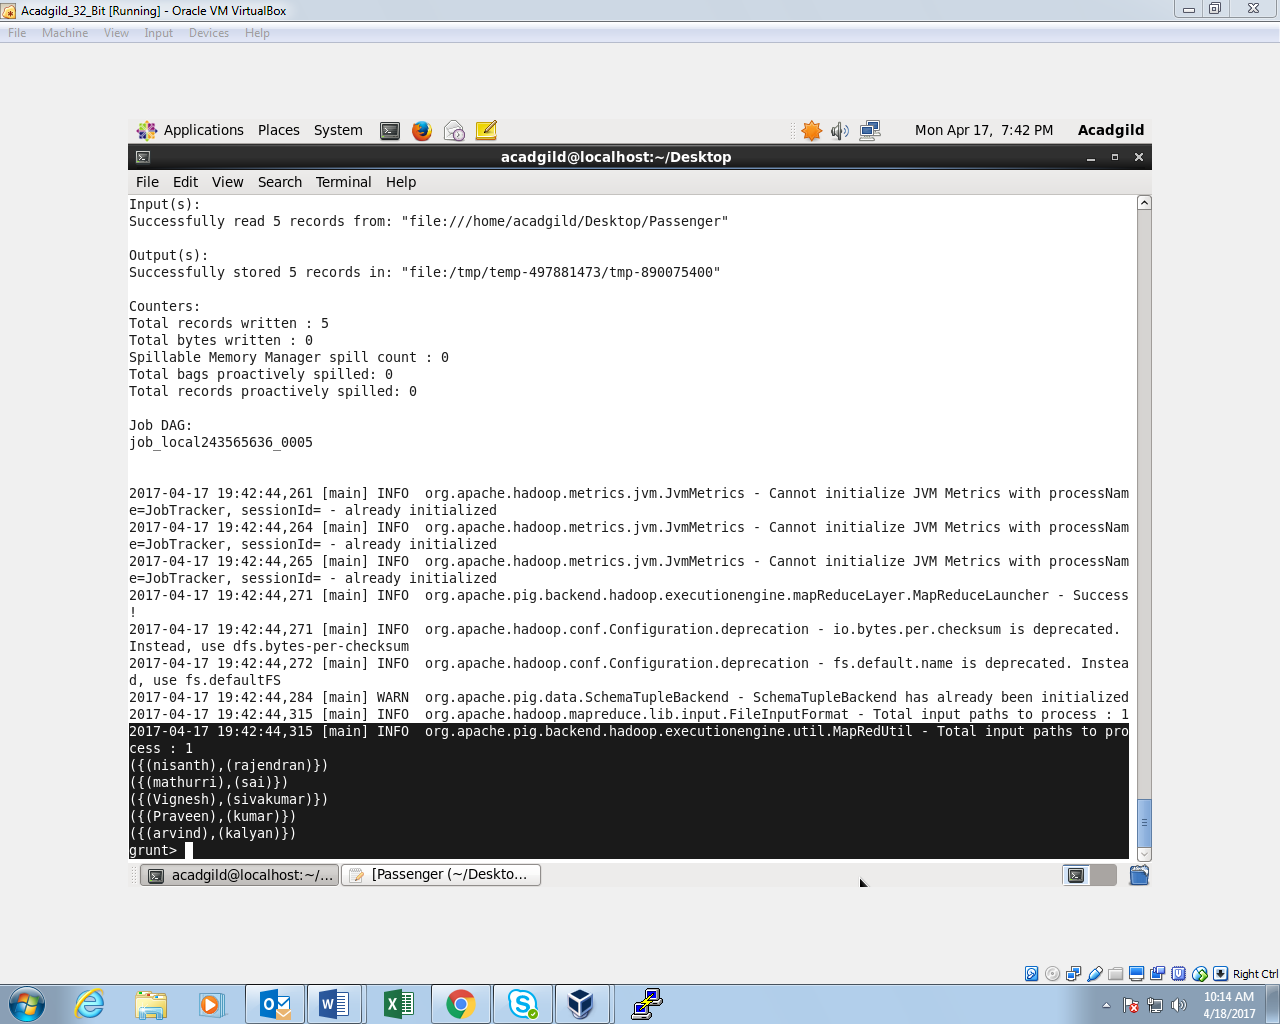 Acadgild_32_Bit [Running] - Oracle VM VirtualBox
File Machine View Input Devices Help
Applications Places System Mon Apr 17, 7:42 PM Acadgild
acadgild@localhost:~/Desktop
File Edit View Search Terminal Help
Input(s):
Successfully read 5 records from: "file:///home/acadgild/Desktop/Passenger"
Output(s):
Successfully stored 5 records in: "file:/tmp/temp-497881473/tmp-890075400"
Counters:
Total records written : 5
Total bytes written : 0
Spillable Memory Manager spill count : 0
Total bags proactively spilled: 0
Total records proactively spilled: 0
Job DAG:
job_local243565636_0005
2017-04-17 19:42:44,261 [main] INFO  org.apache.hadoop.metrics.jvm.JvmMetrics - Cannot initialize JVM Metrics with processNam
e=JobTracker, sessionId= - already initialized
2017-04-17 19:42:44,264 [main] INFO  org.apache.hadoop.metrics.jvm.JvmMetrics - Cannot initialize JVM Metrics with processNam
e=JobTracker, sessionId= - already initialized
2017-04-17 19:42:44,265 [main] INFO  org.apache.hadoop.metrics.jvm.JvmMetrics - Cannot initialize JVM Metrics with processNam
e=JobTracker, sessionId= - already initialized
2017-04-17 19:42:44,271 [main] INFO  org.apache.pig.backend.hadoop.executionengine.mapReduceLayer.MapReduceLauncher - Success
!
2017-04-17 19:42:44,271 [main] INFO  org.apache.hadoop.conf.Configuration.deprecation - io.bytes.per.checksum is deprecated.
Instead, use dfs.bytes-per-checksum
2017-04-17 19:42:44,272 [main] INFO  org.apache.hadoop.conf.Configuration.deprecation - fs.default.name is deprecated. Instea
d, use fs.defaultFS
2017-04-17 19:42:44,284 [main] WARN  org.apache.pig.data.SchemaTupleBackend - SchemaTupleBackend has already been initialized
2017-04-17 19:42:44,315 [main] INFO  org.apache.hadoop.mapreduce.lib.input.FileInputFormat - Total input paths to process : 1
2017-04-17 19:42:44,315 [main] INFO  org.apache.pig.backend.hadoop.executionengine.util.MapRedUtil - Total input paths to pro
cess : 1
({(nisanth),(rajendran)})
({(mathurri),(sai)})
({(Vignesh),(sivakumar)})
({(Praveen),(kumar)})
({(arvind),(kalyan)})
grunt>
acadgild@localhost:~/... [Passenger (~/Deskto...
Right Ctrl
10:14 AM
4/18/2017